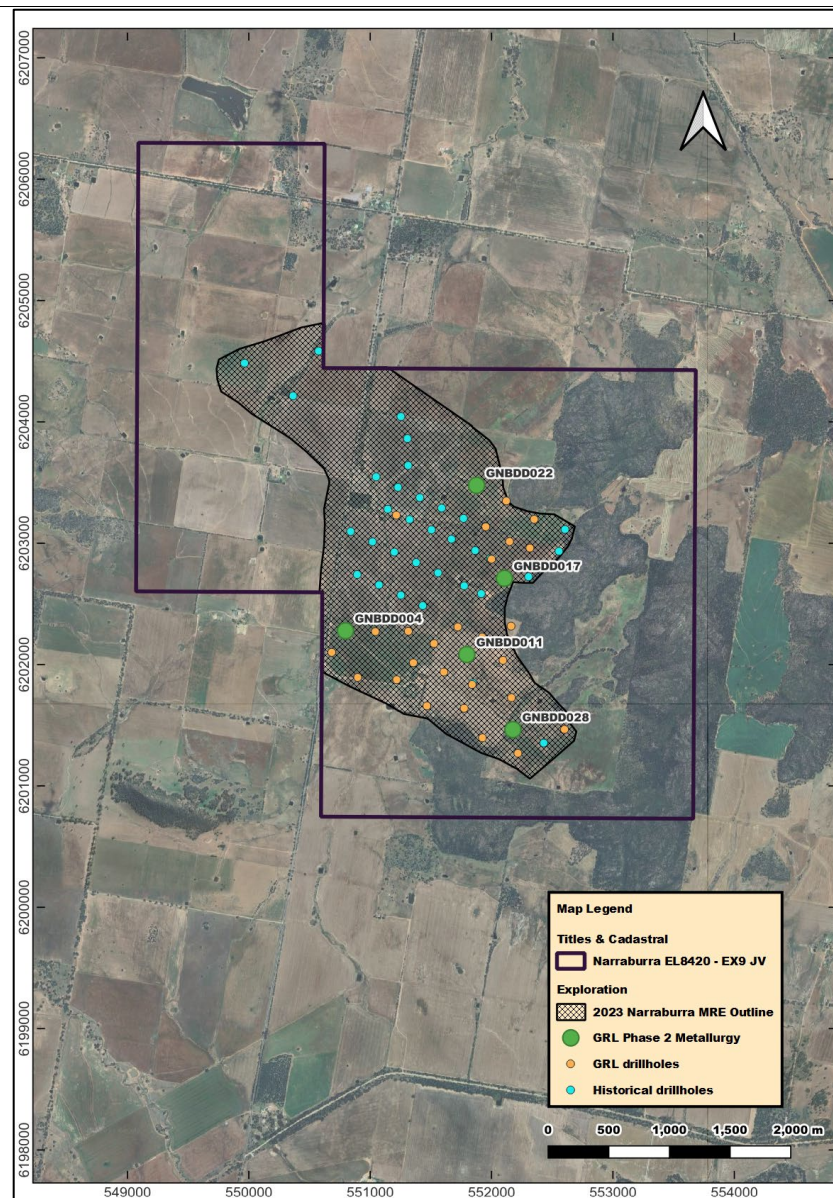 6207000
6206000
6205000
6204000
6203000
6202000
6201000
6200000
6199000
6198000
GNBDD022
GNBDD017
GNBDD004
GNBDD011
GNBDD028
Map Legend
Titles & Cadastral
Narraburra EL8420 - EX9 JV
Exploration
2023 Narraburra MRE Outline
GRL Phase 2 Metallurgy
GRL drillholes
Historical drillholes
0 500 1,000 1,500 2,000 m
549000 550000 551000 552000 553000 554000